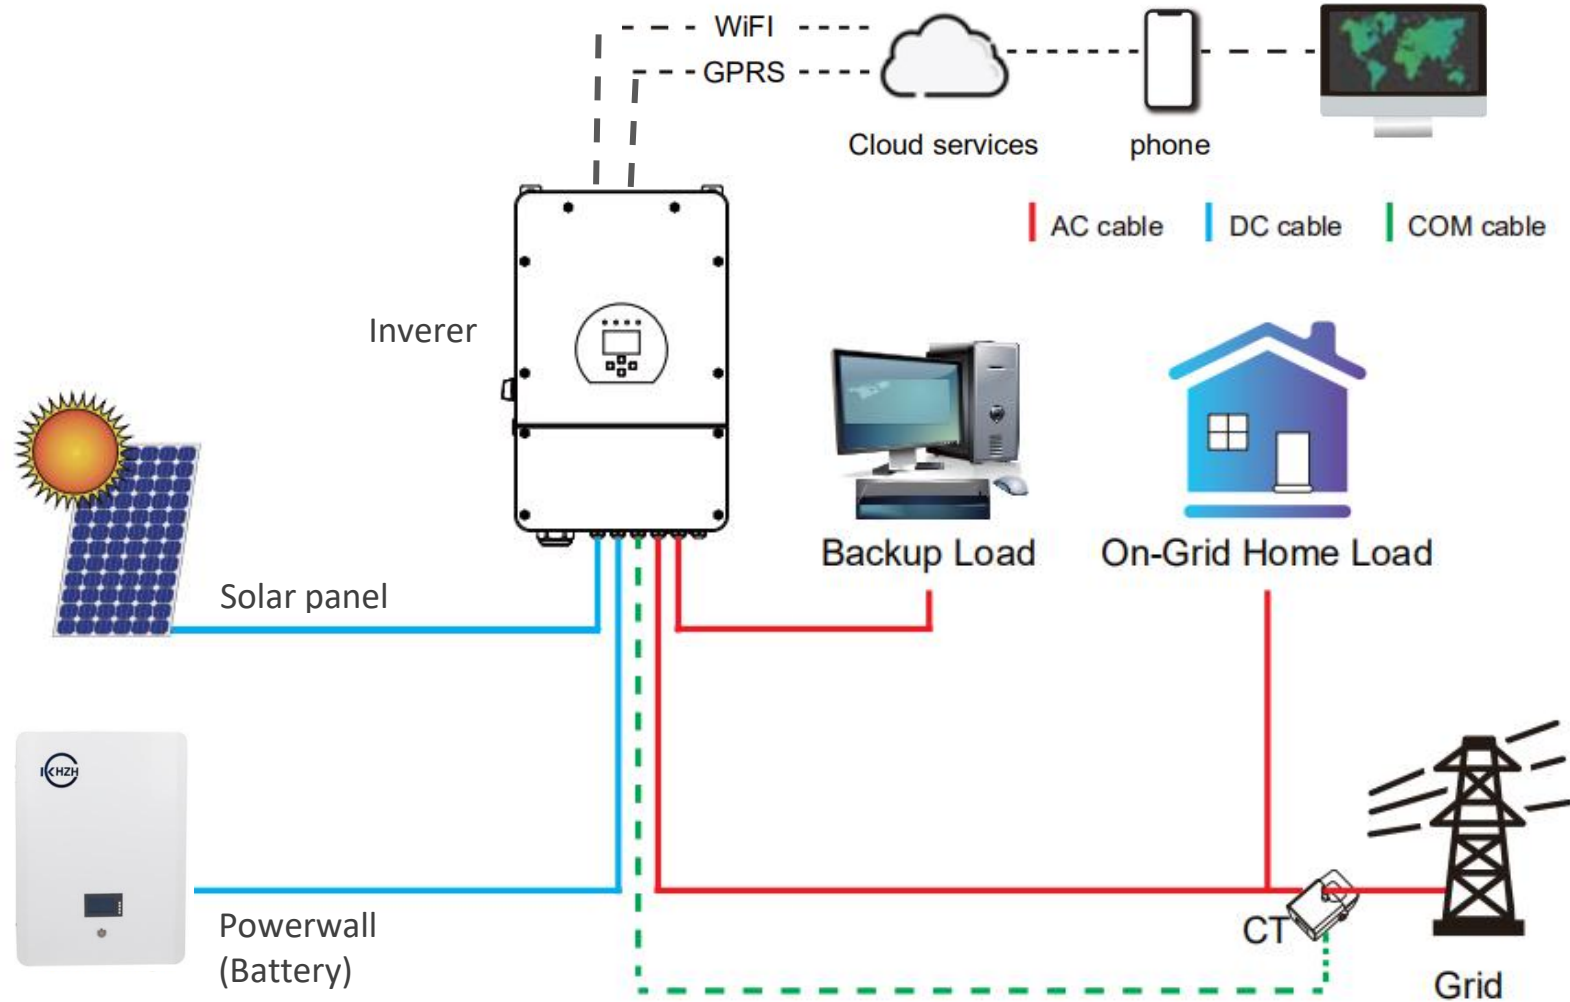 WiFI
GPRS
Cloud services
phone
AC cable
DC cable
COM cable
Inverer
Backup Load
On-Grid Home Load
Solar panel
KHZH
Powerwall
(Battery)
CT
Grid